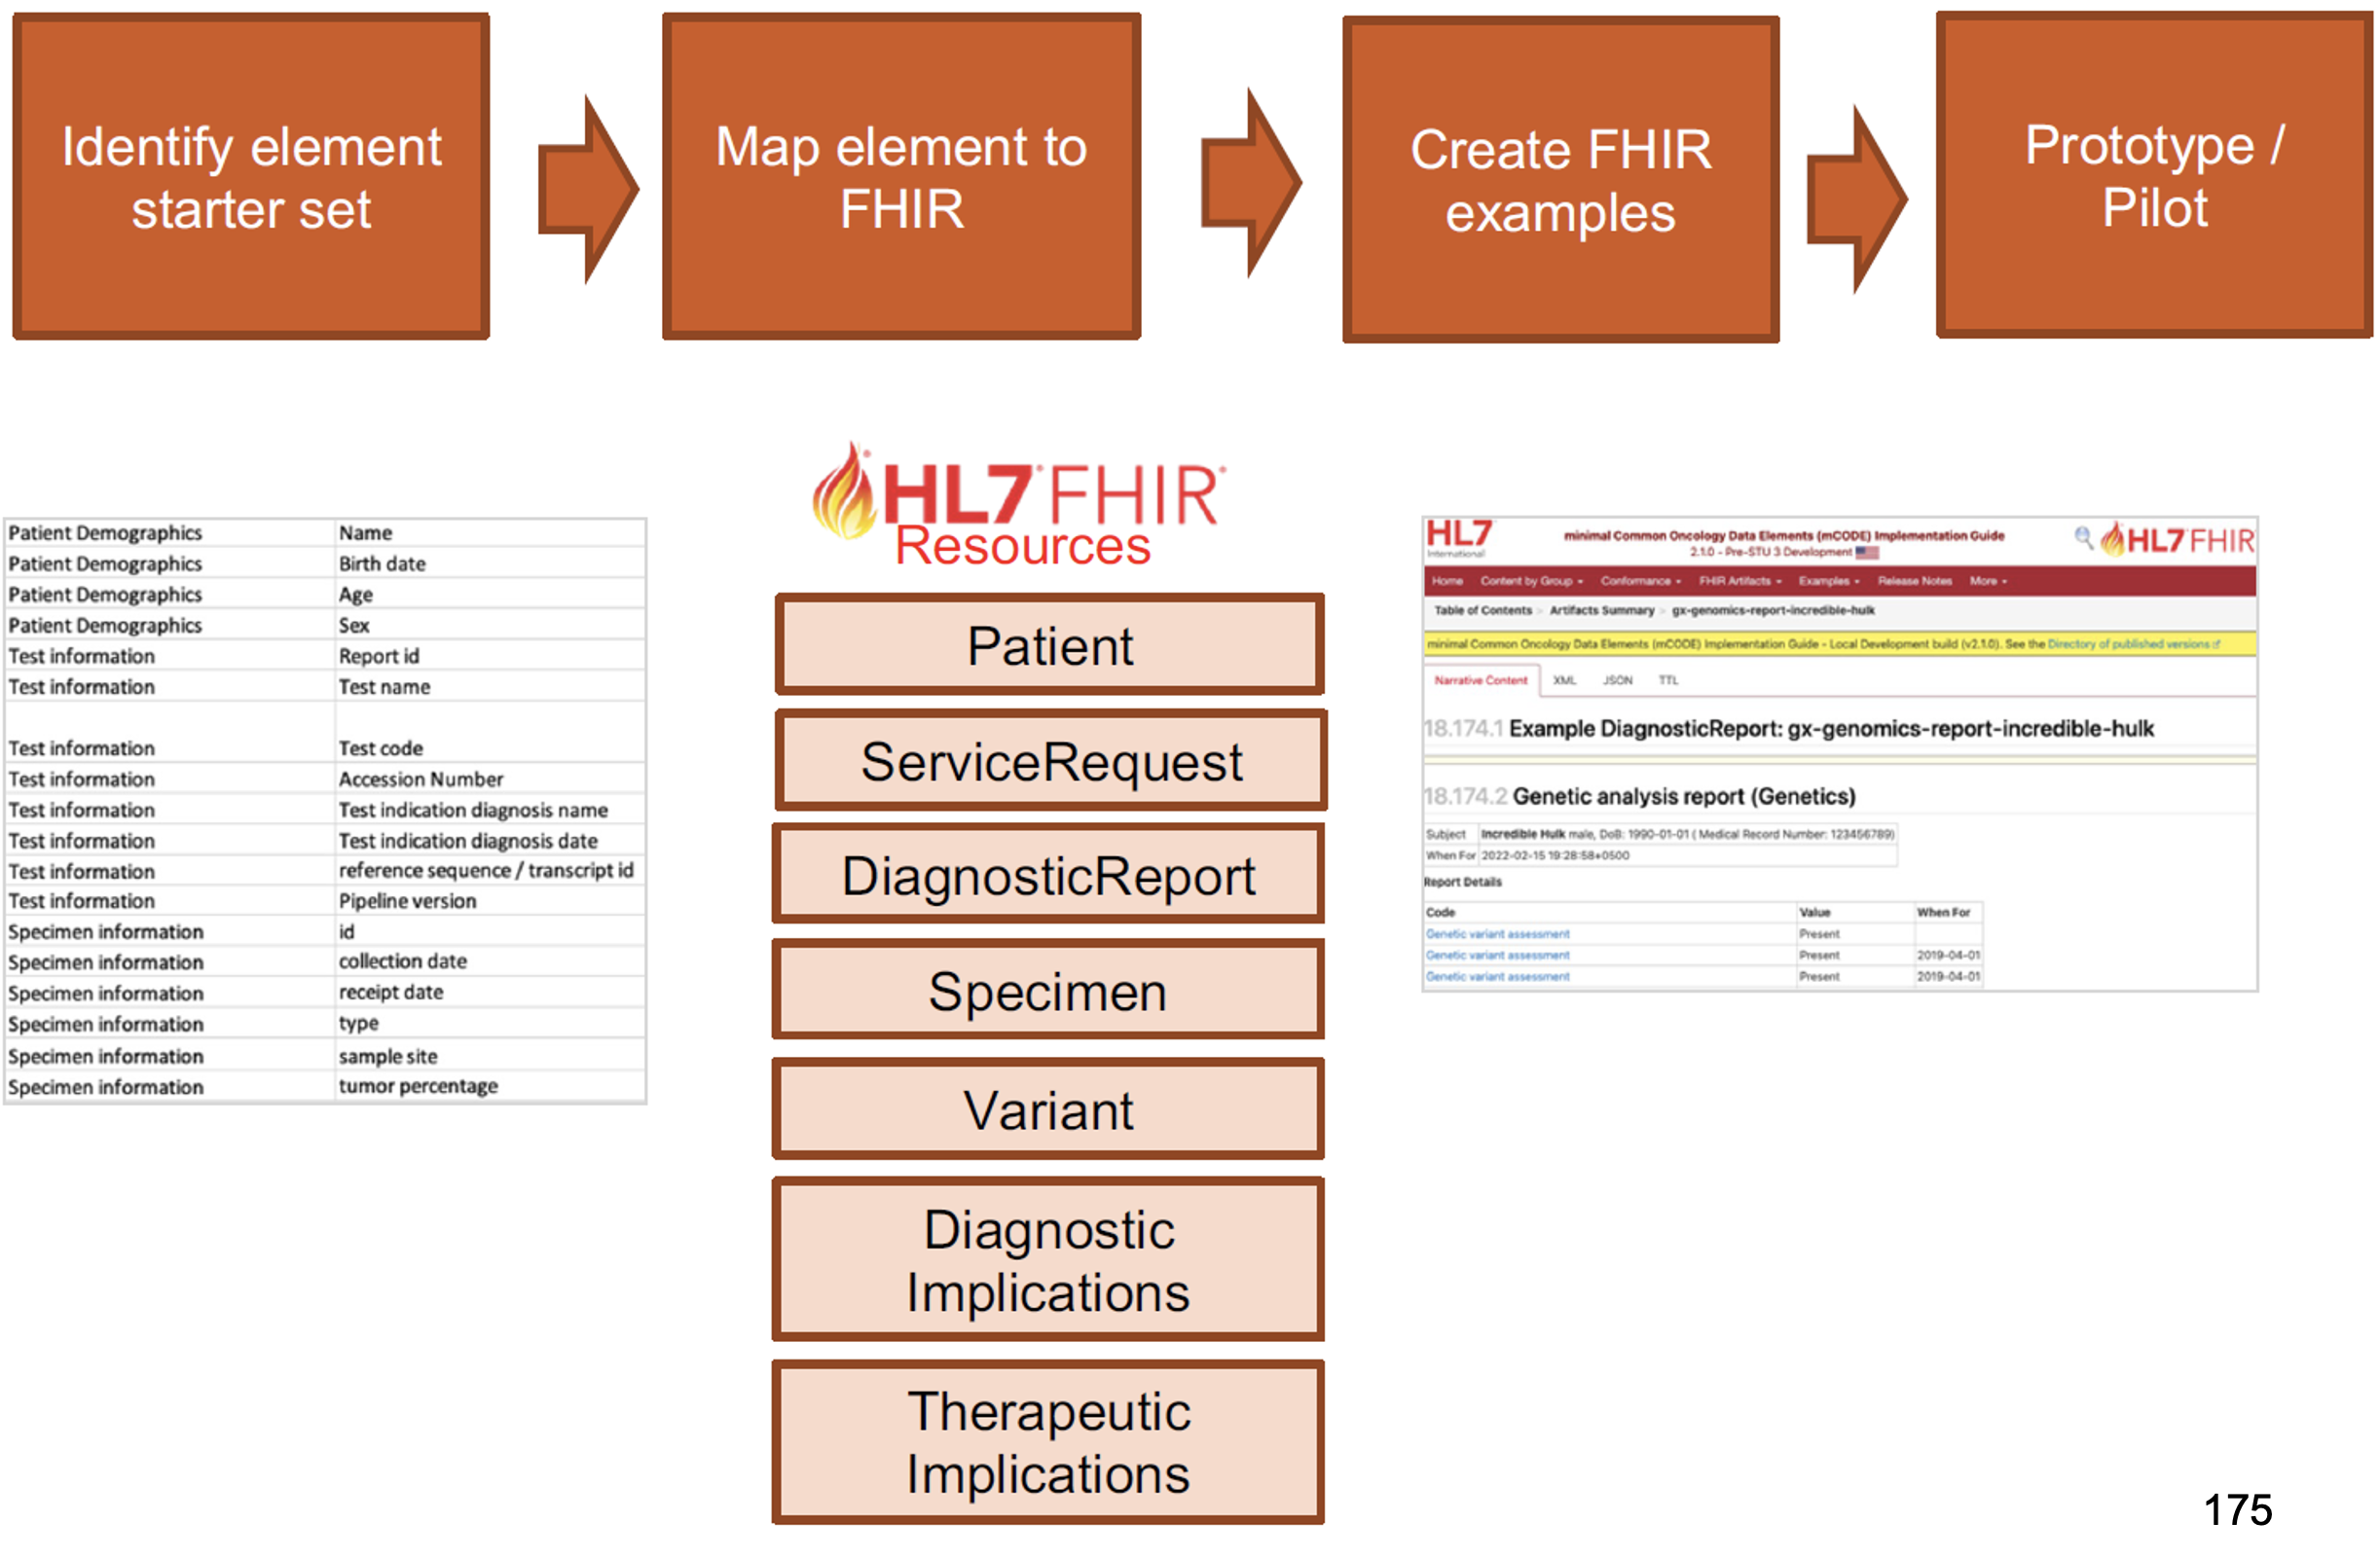 Identify element
starter set
Map element to
FHIR
Create FHIR
examples
Prototype /
Pilot
Patient Demographics Name
Patient Demographics Birth date
Patient Demographics Age
Patient Demographics Sex
Test information Report id
Test information Test name
Test information Test code
Test information Accession Number
Test information Test indication diagnosis name
Test information Test indication diagnosis date
Test information reference sequence / transcript id
Test information Pipeline version
Specimen information id
Specimen information collection date
Specimen information receipt date
Specimen information type
Specimen information sample site
Specimen information tumor percentage
HL7 FHIR
Resources
Patient
ServiceRequest
DiagnosticReport
Specimen
Variant
Diagnostic
Implications
Therapeutic
Implications
HL7
International
minimal Common Oncology Data Elements (mCODE) Implementation Guide
2.1.0 - Pre-STU 3 Development
HL7 FHIR
Home Content by Group Conformance FHIR Artifacts Examples Release Notes More
Table of Contents > Artifacts Summary > gx-genomics-report-incredible-hulk
minimal Common Oncology Data Elements (mCODE) Implementation Guide - Local Development build (v2.1.0). See the Directory of published versions
Narrative Content XML JSON TTL
18.174.1 Example DiagnosticReport: gx-genomics-report-incredible-hulk
18.174.2 Genetic analysis report (Genetics)
Subject Incredible Hulk male, DoB: 1990-01-01 ( Medical Record Number: 123456789)
When For 2022-02-15 19:28:58+0500
Report Details
Code Value When For
Genetic variant assessment Present
Genetic variant assessment Present 2019-04-01
Genetic variant assessment Present 2019-04-01
175